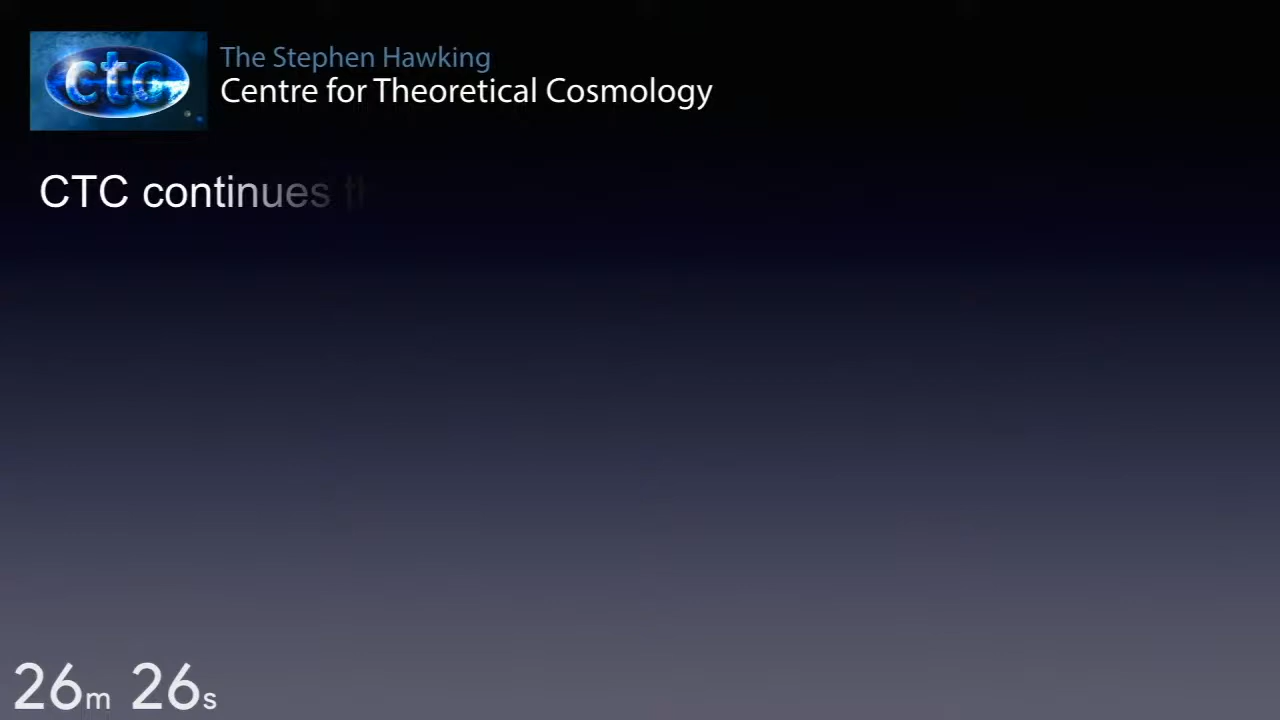 ctc
The Stephen Hawking
Centre for Theoretical Cosmology
CTC continues
26m 26s